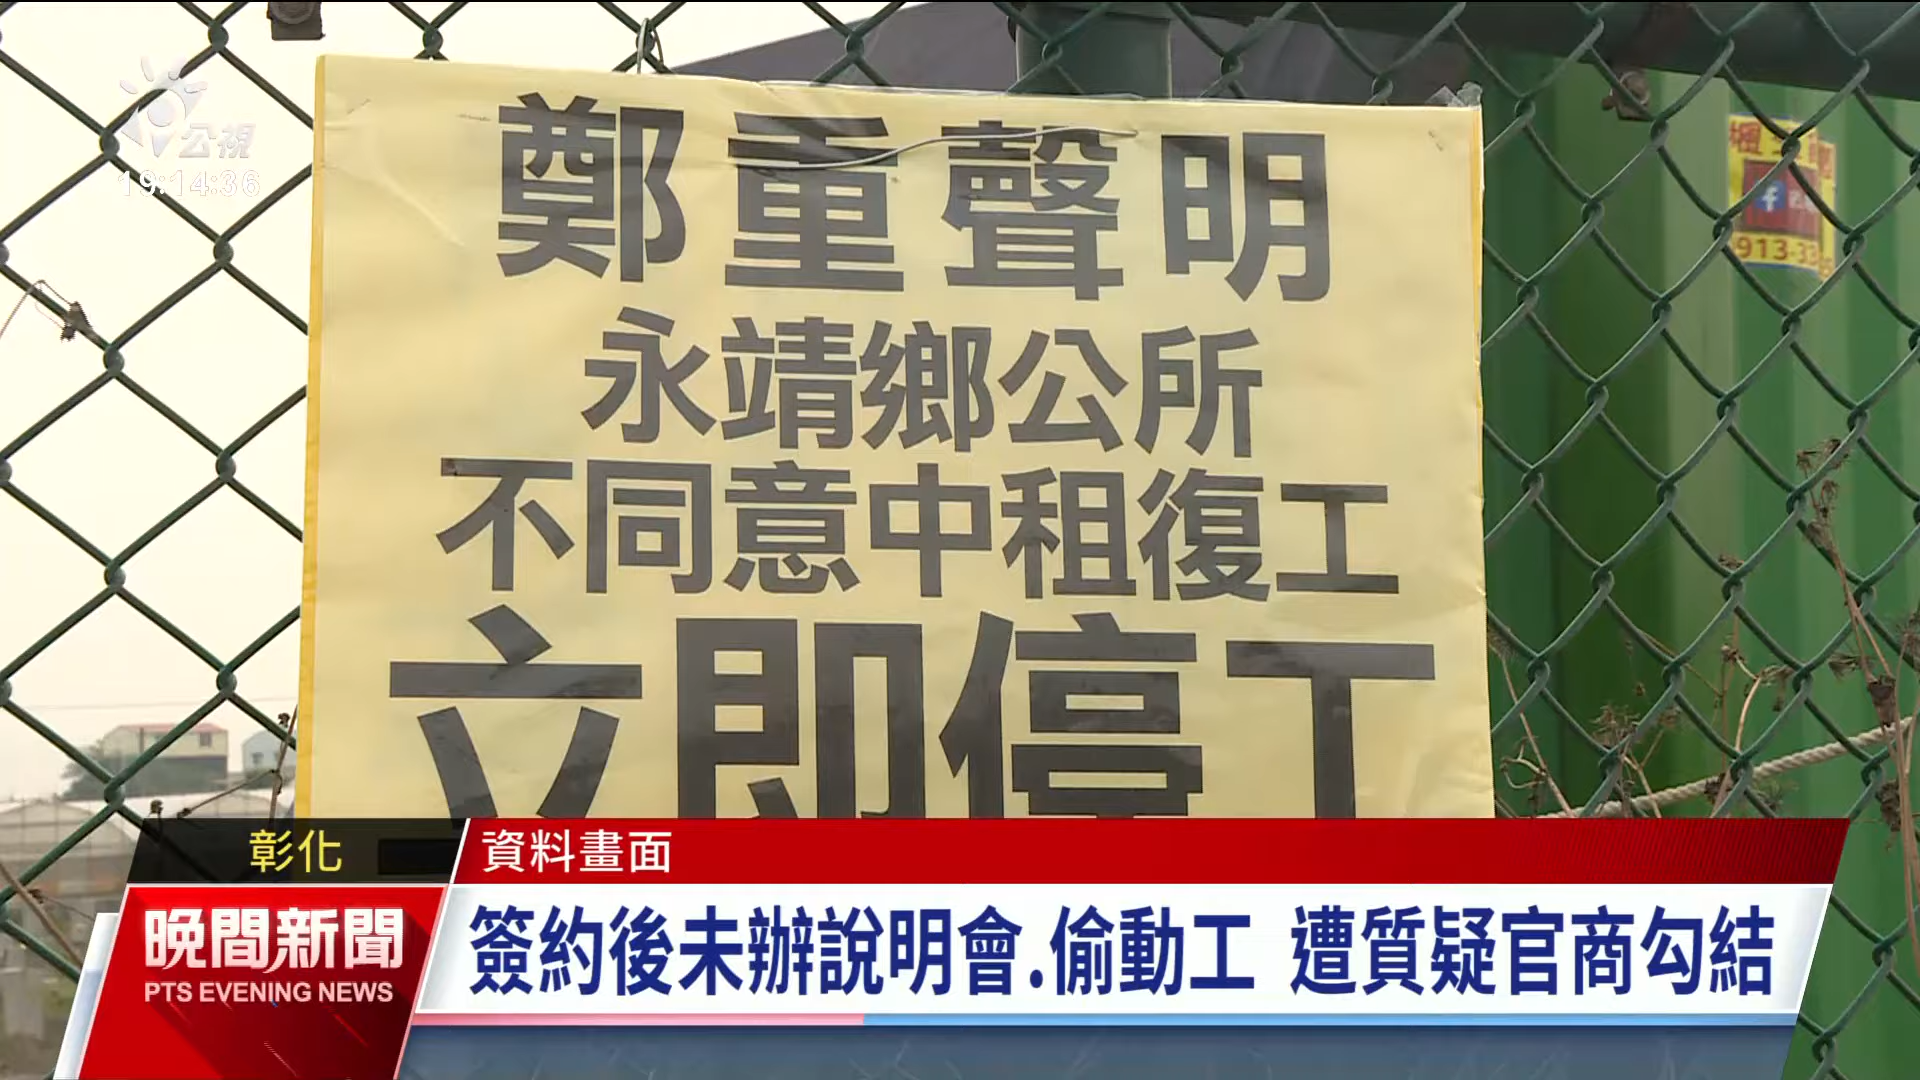 公視
19:14:36
鄭重聲明
永靖鄉公所
不同意中租復工
立即停工
913-33
彰化
資料畫面
晚間新聞
PTS EVENING NEWS
簽約後未辦說明會.偷動工 遭質疑官商勾結